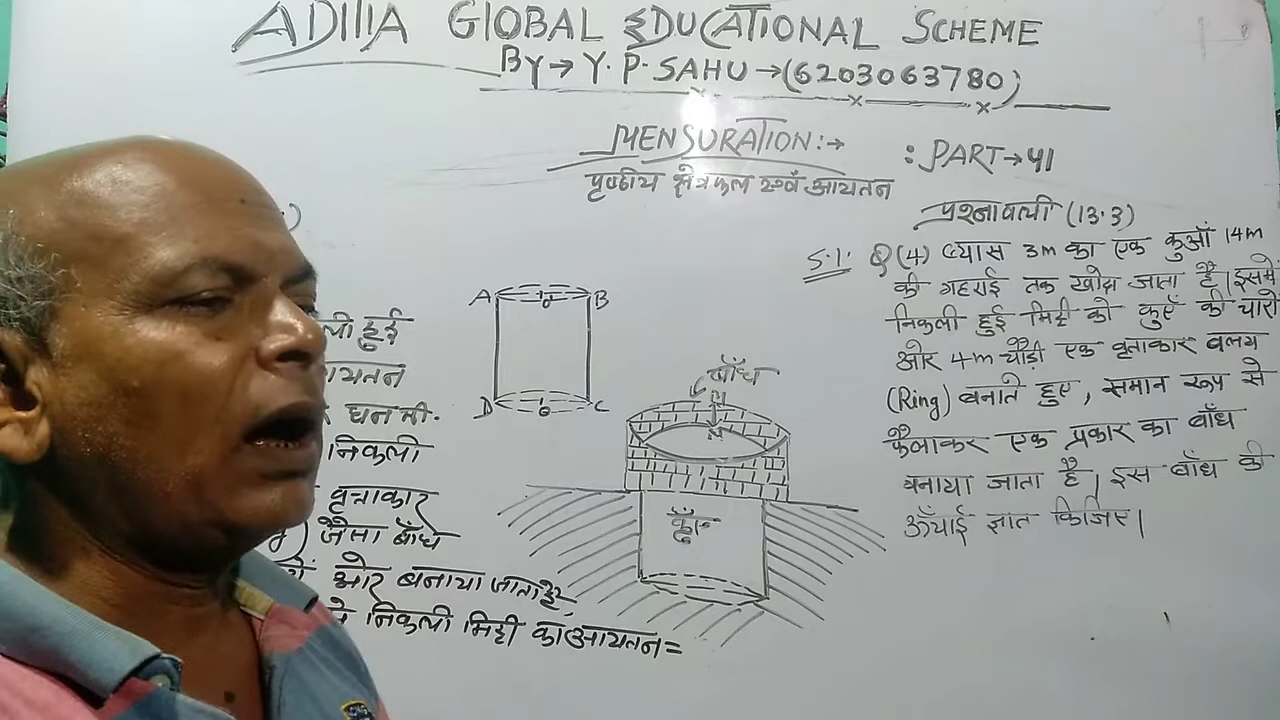 ADITIA GLOBAL EDUCATIONAL SCHEME
By → Y. P. SAHU → (6203063780)
MENSURATION :→
: PART → 41
पृष्ठीय क्षेत्रफल एवं आयतन
प्रश्नावली (13.3)
S.1. Q (4) व्यास 3m का एक कुआँ 14m
की गहराई तक खोदा जाता है। इसमें
निकली हुई मिट्टी को कुएँ की चारो
ओर 4m चौड़ी एक वृत्ताकार वलय
(Ring) बनाते हुए, समान रूप से
फैलाकर एक प्रकार का बाँध
बनाया जाता है। इस बाँध की
ऊँचाई ज्ञात किजिए।
A B
D C
बाँध
कुँआ
ली हुई
घन मी.
निकली
वृत्ताकार
जैसा बाँध
ओर बनाया जाता है,
निकली मिट्टी का आयतन =